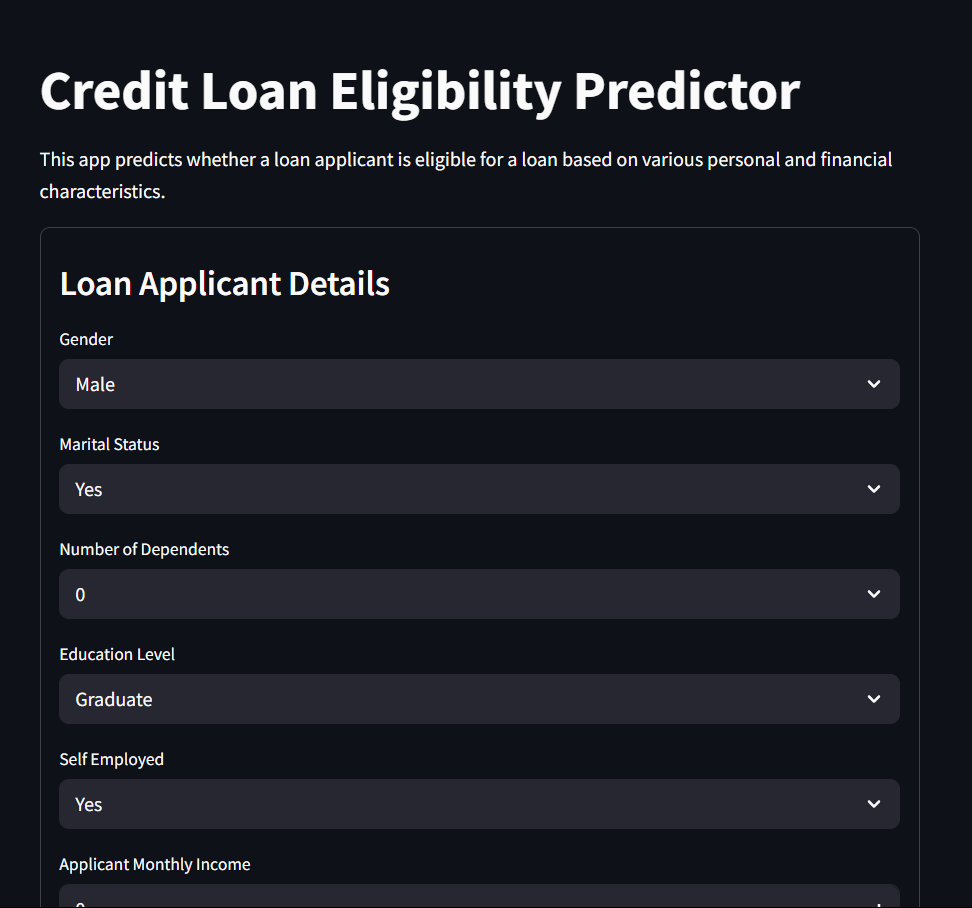 Credit Loan Eligibility Predictor
This app predicts whether a loan applicant is eligible for a loan based on various personal and financial
characteristics.
Loan Applicant Details
Gender
Male
Marital Status
Yes
Number of Dependents
0
Education Level
Graduate
Self Employed
Yes
Applicant Monthly Income